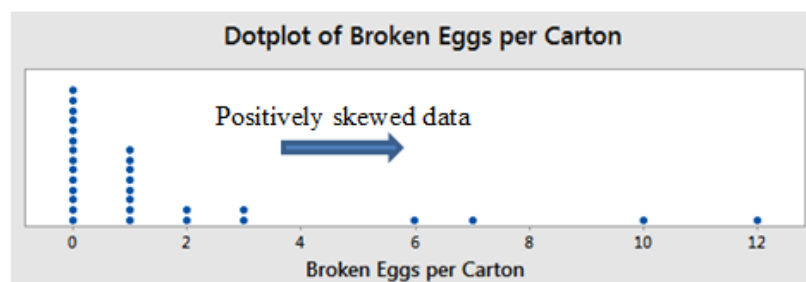 Dotplot of Broken Eggs per Carton
Positively skewed data
0 2 4 6 8 10 12
Broken Eggs per Carton